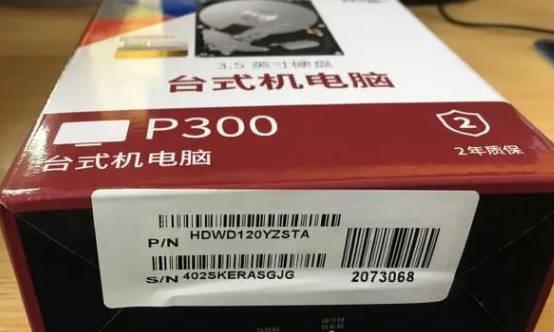 3.5 英寸硬盘
台式机电脑
P300
台式机电脑
2
2年质保
P/N HDWD120YZSTA
S/N 402SKERASGJG
2073068